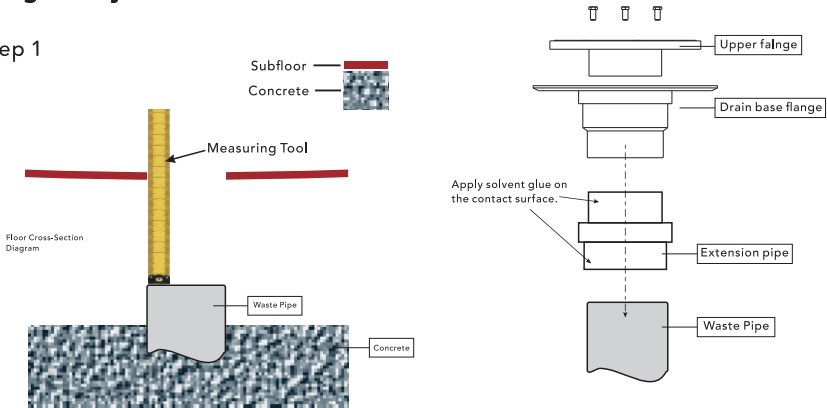 ep 1
Subfloor
Concrete
Measuring Tool
Floor Cross-Section
Diagram
Waste Pipe
Concrete
Upper falnge
Drain base flange
Apply solvent glue on
the contact surface.
Extension pipe
Waste Pipe